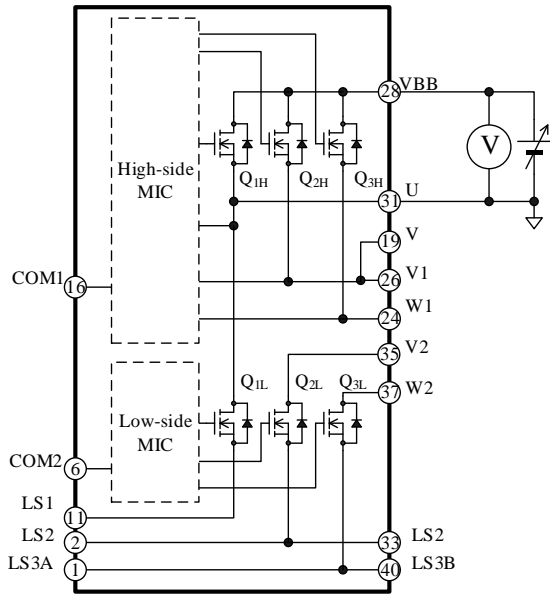 28 VBB
V
High-side
MIC
Q1H
Q2H
Q3H
31 U
19 V
COM1 16
26 V1
24 W1
35 V2
37 W2
Low-side
MIC
Q1L
Q2L
Q3L
COM2 6
LS1 11
LS2 2
33 LS2
LS3A 1
40 LS3B